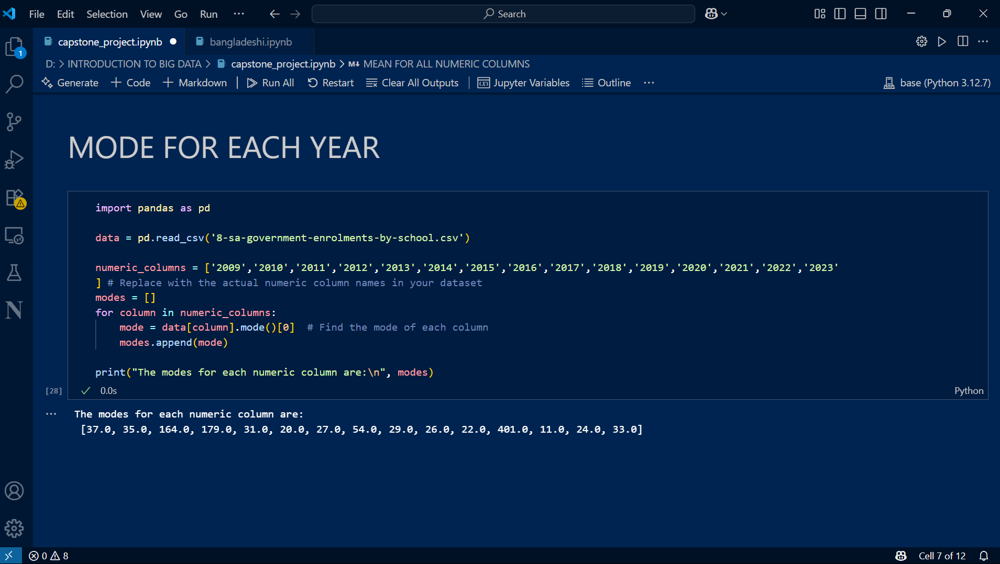 File Edit Selection View Go Run ··· Search
capstone_project.ipynb bangladeshi.ipynb
1
D: > INTRODUCTION TO BIG DATA > capstone_project.ipynb > M↓ MEAN FOR ALL NUMERIC COLUMNS
Generate + Code + Markdown | Run All Restart Clear All Outputs | Jupyter Variables Outline ··· base (Python 3.12.7)
MODE FOR EACH YEAR
import pandas as pd
data = pd.read_csv('8-sa-government-enrolments-by-school.csv')
numeric_columns = ['2009','2010','2011','2012','2013','2014','2015','2016','2017','2018','2019','2020','2021','2022','2023'
] # Replace with the actual numeric column names in your dataset
modes = []
for column in numeric_columns:
    mode = data[column].mode()[0]  # Find the mode of each column
    modes.append(mode)
print("The modes for each numeric column are:\n", modes)
[28] ✓ 0.0s Python
··· The modes for each numeric column are:
 [37.0, 35.0, 164.0, 179.0, 31.0, 20.0, 27.0, 54.0, 29.0, 26.0, 22.0, 401.0, 11.0, 24.0, 33.0]
N
0 8 Cell 7 of 12